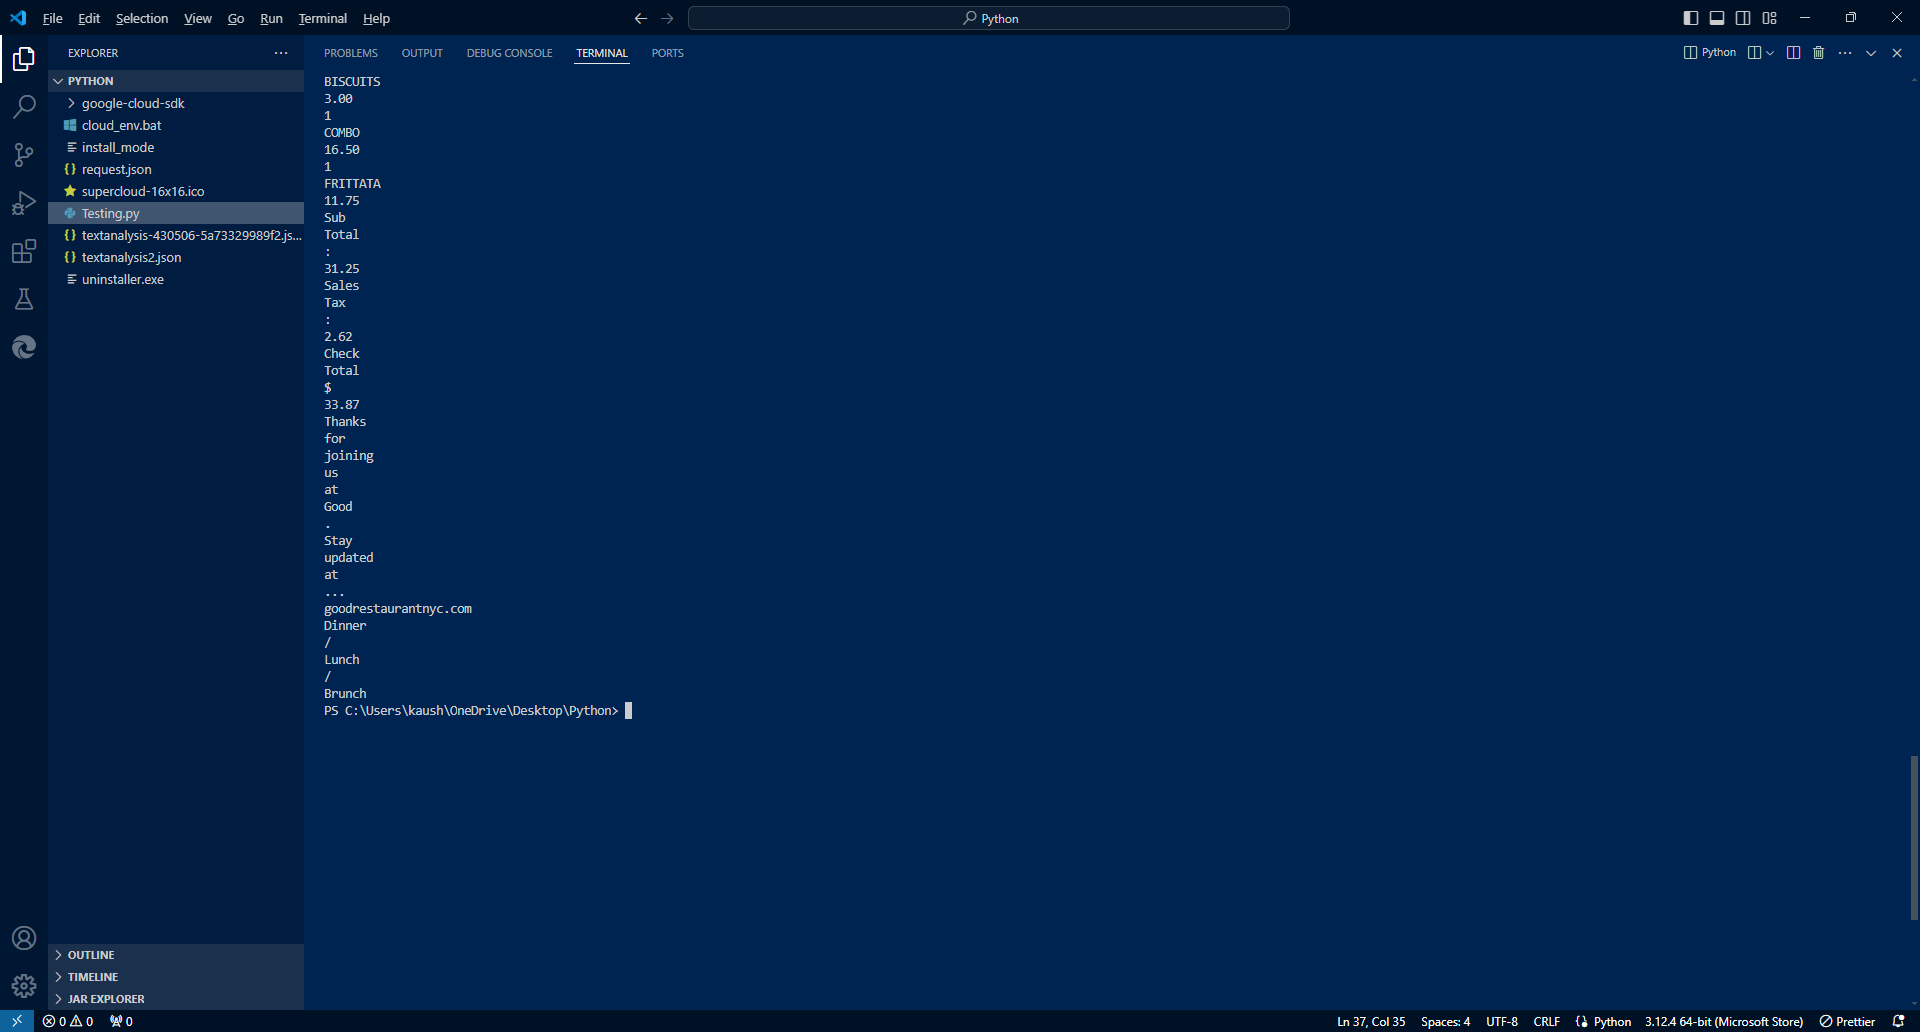 File Edit Selection View Go Run Terminal Help
Python
EXPLORER
PYTHON
google-cloud-sdk
cloud_env.bat
install_mode
request.json
supercloud-16x16.ico
Testing.py
textanalysis-430506-5a73329989f2.js...
textanalysis2.json
uninstaller.exe
OUTLINE
TIMELINE
JAR EXPLORER
PROBLEMS OUTPUT DEBUG CONSOLE TERMINAL PORTS
Python
BISCUITS
3.00
1
COMBO
16.50
1
FRITTATA
11.75
Sub
Total
:
31.25
Sales
Tax
:
2.62
Check
Total
$
33.87
Thanks
for
joining
us
at
Good
.
Stay
updated
at
...
goodrestaurantnyc.com
Dinner
/
Lunch
/
Brunch
PS C:\Users\kaush\OneDrive\Desktop\Python>
0 0 0
Ln 37, Col 35 Spaces: 4 UTF-8 CRLF Python 3.12.4 64-bit (Microsoft Store) Prettier